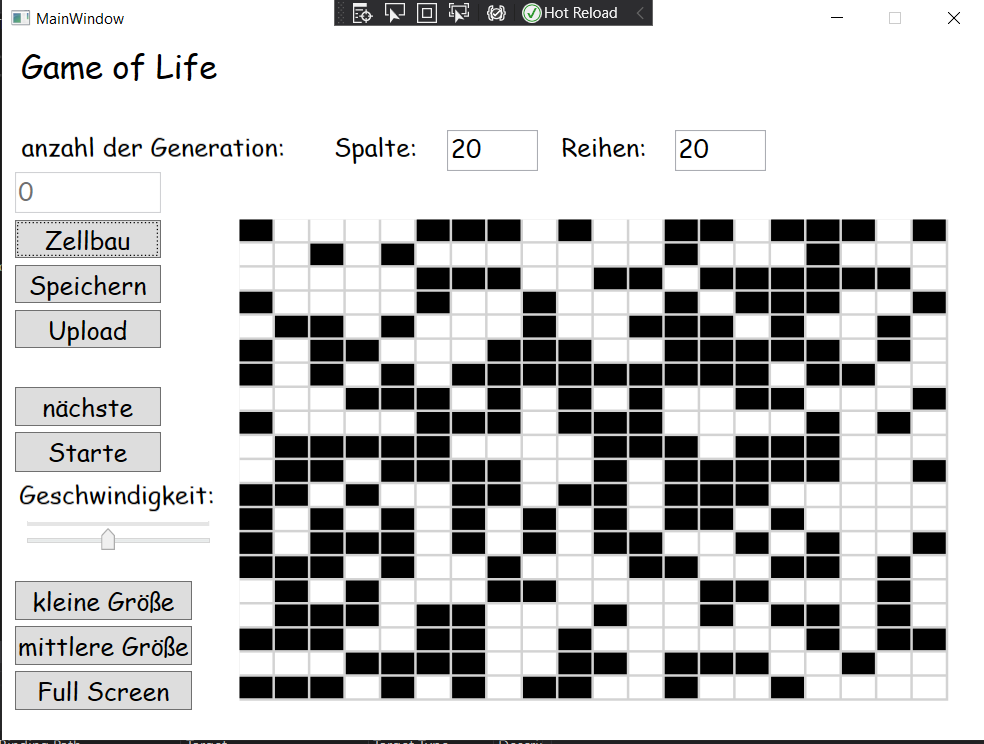 MainWindow
Hot Reload
Game of Life
anzahl der Generation:
Spalte:
20
Reihen:
20
0
Zellbau
Speichern
Upload
nächste
Starte
Geschwindigkeit:
kleine Größe
mittlere Größe
Full Screen